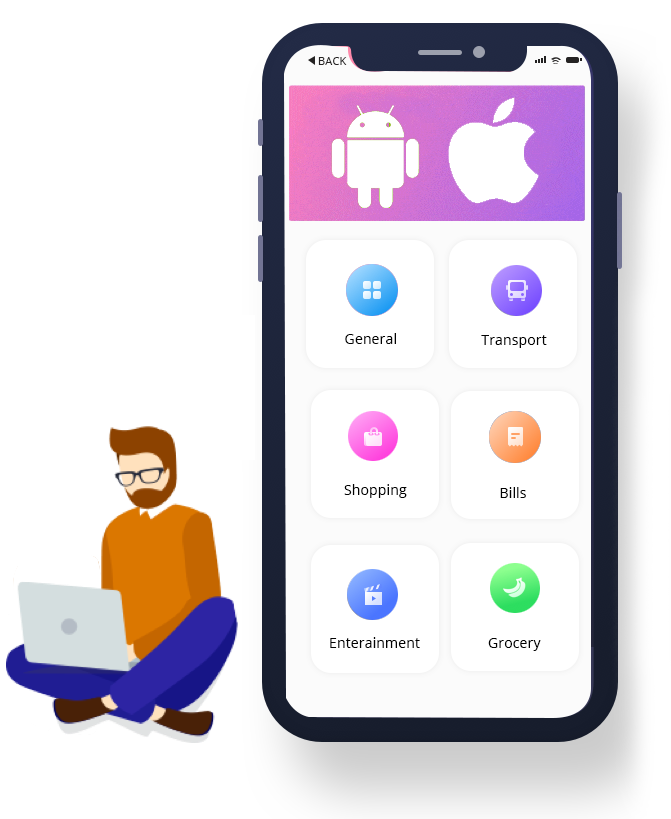 BACK
General
Transport
Shopping
Bills
Enterainment
Grocery